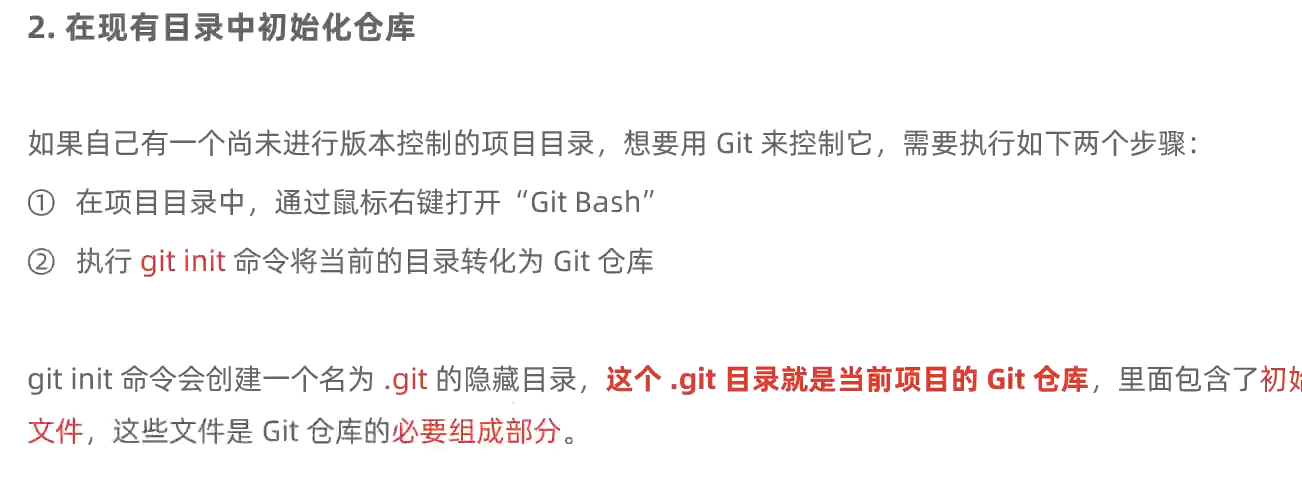 2. 在现有目录中初始化仓库
如果自己有一个尚未进行版本控制的项目目录，想要用 Git 来控制它，需要执行如下两个步骤：
① 在项目目录中，通过鼠标右键打开“Git Bash”
② 执行 git init 命令将当前的目录转化为 Git 仓库
git init 命令会创建一个名为 .git 的隐藏目录，这个 .git 目录就是当前项目的 Git 仓库，里面包含了初
文件，这些文件是 Git 仓库的必要组成部分。